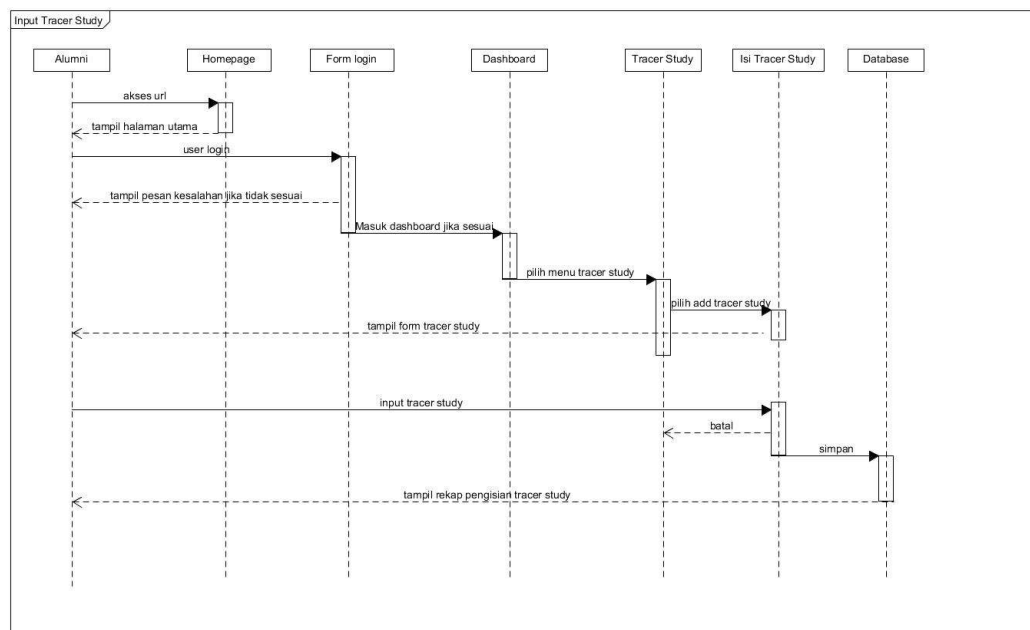 Input Tracer Study
Alumni
Homepage
Form login
Dashboard
Tracer Study
Isi Tracer Study
Database
akses url
tampil halaman utama
user login
tampil pesan kesalahan jika tidak sesuai
Masuk dashboard jika sesuai
pilih menu tracer study
pilih add tracer study
tampil form tracer study
input tracer study
batal
simpan
tampil rekap pengisian tracer study